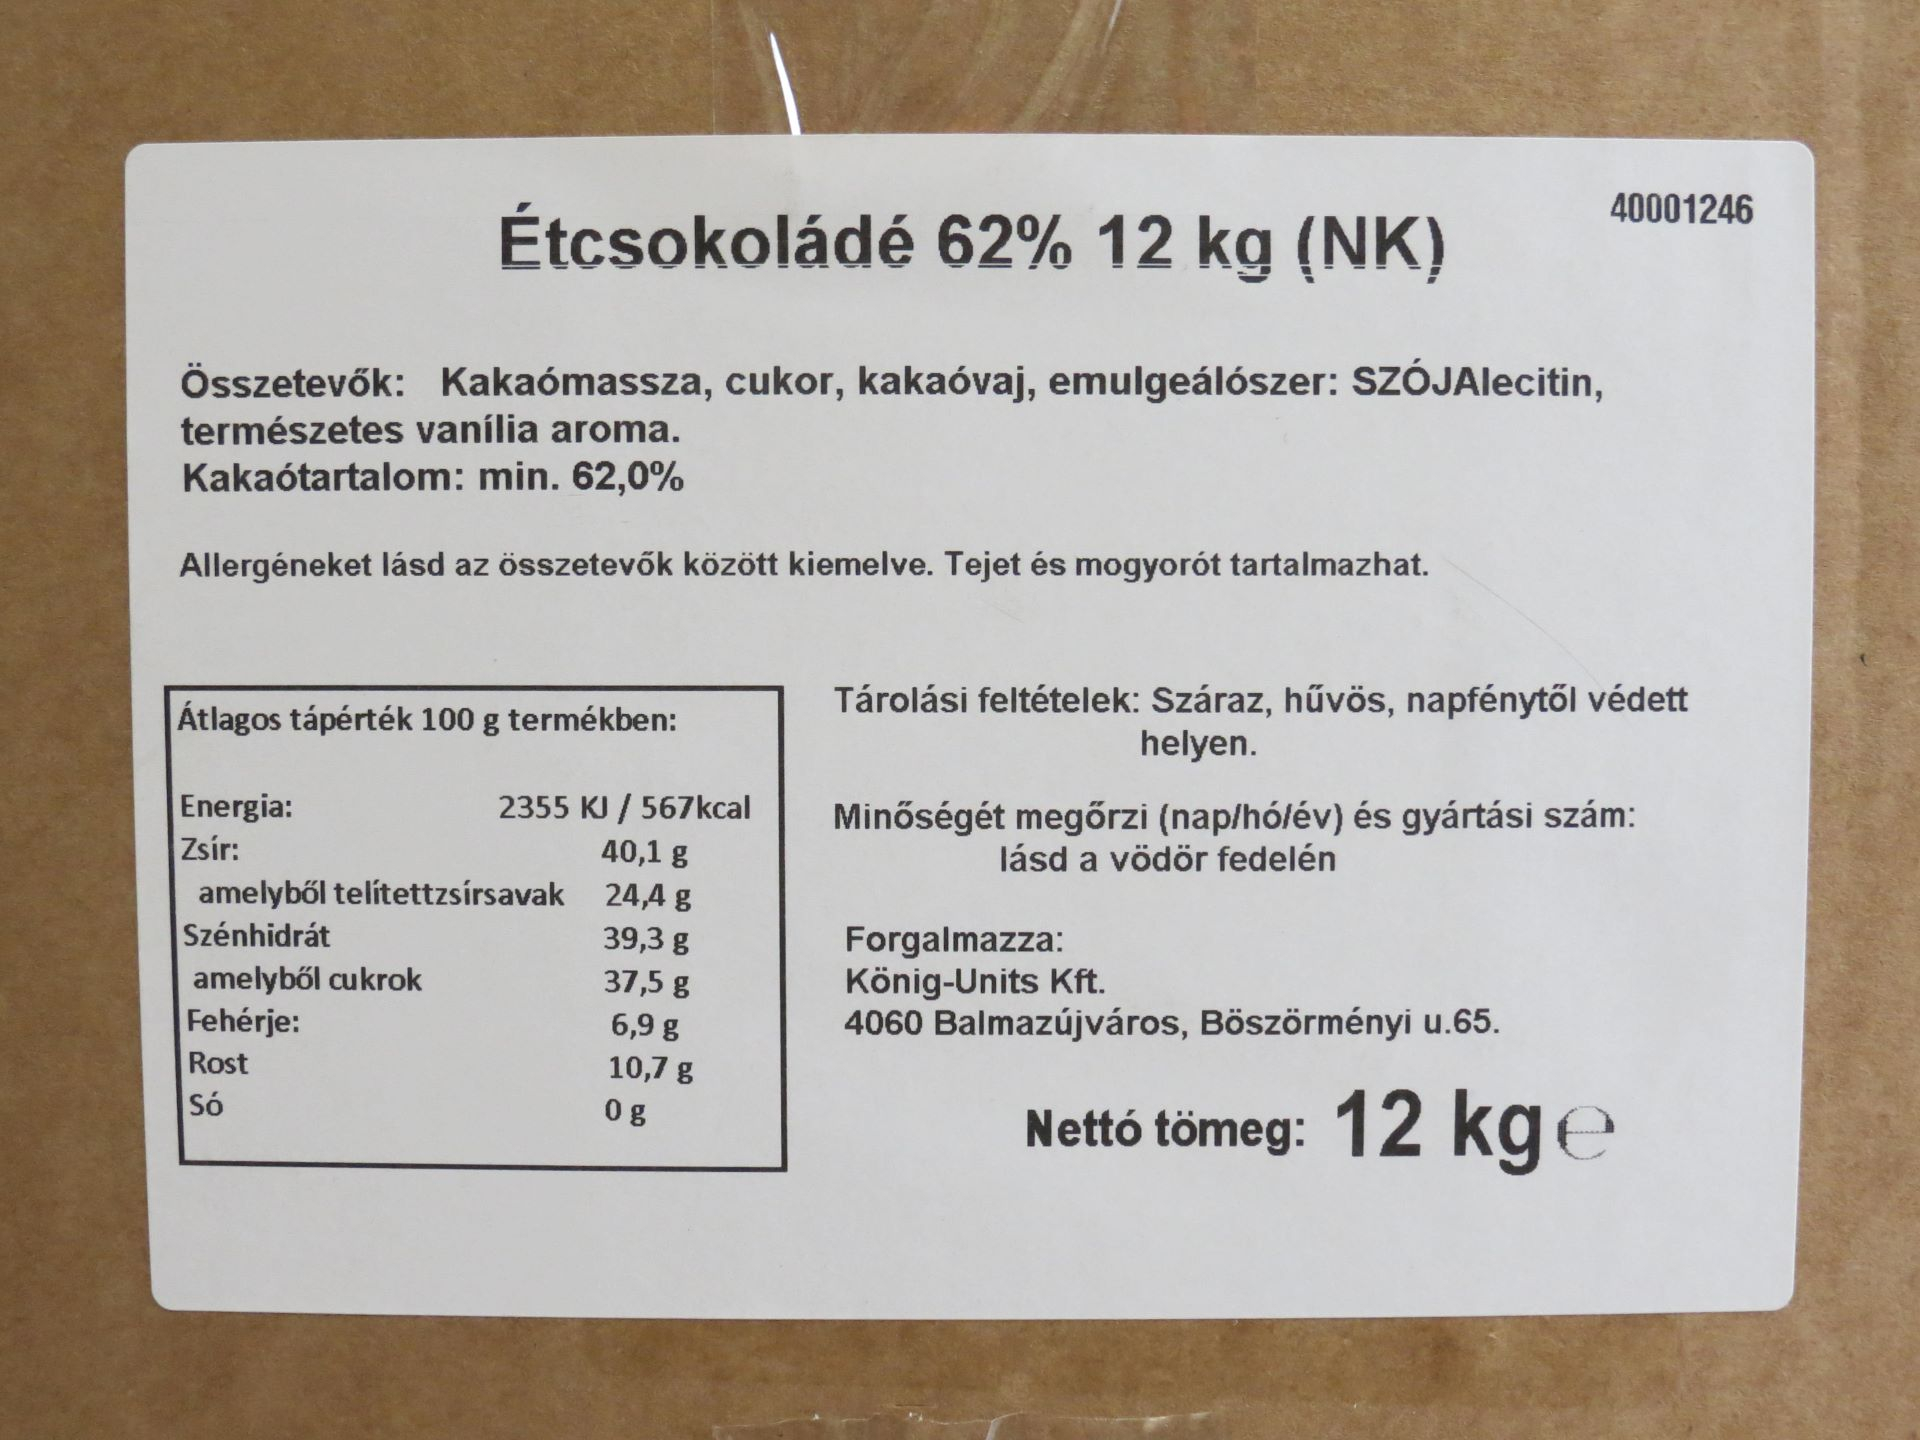 40001246
Étcsokoládé 62% 12 kg (NK)
Összetevők: Kakaómassza, cukor, kakaóvaj, emulgeálószer: SZÓJAlecitin,
természetes vanília aroma.
Kakaótartalom: min. 62,0%
Allergéneket lásd az összetevők között kiemelve. Tejet és mogyorót tartalmazhat.
Átlagos tápérték 100 g termékben:
Energia: 2355 KJ / 567kcal
Zsír: 40,1 g
amelyből telítettzsírsavak 24,4 g
Szénhidrát 39,3 g
amelyből cukrok 37,5 g
Fehérje: 6,9 g
Rost 10,7 g
Só 0 g
Tárolási feltételek: Száraz, hűvös, napfénytől védett
helyen.
Minőségét megőrzi (nap/hó/év) és gyártási szám:
lásd a vödör fedelén
Forgalmazza:
König-Units Kft.
4060 Balmazújváros, Böszörményi u.65.
Nettó tömeg: 12 kg ℮